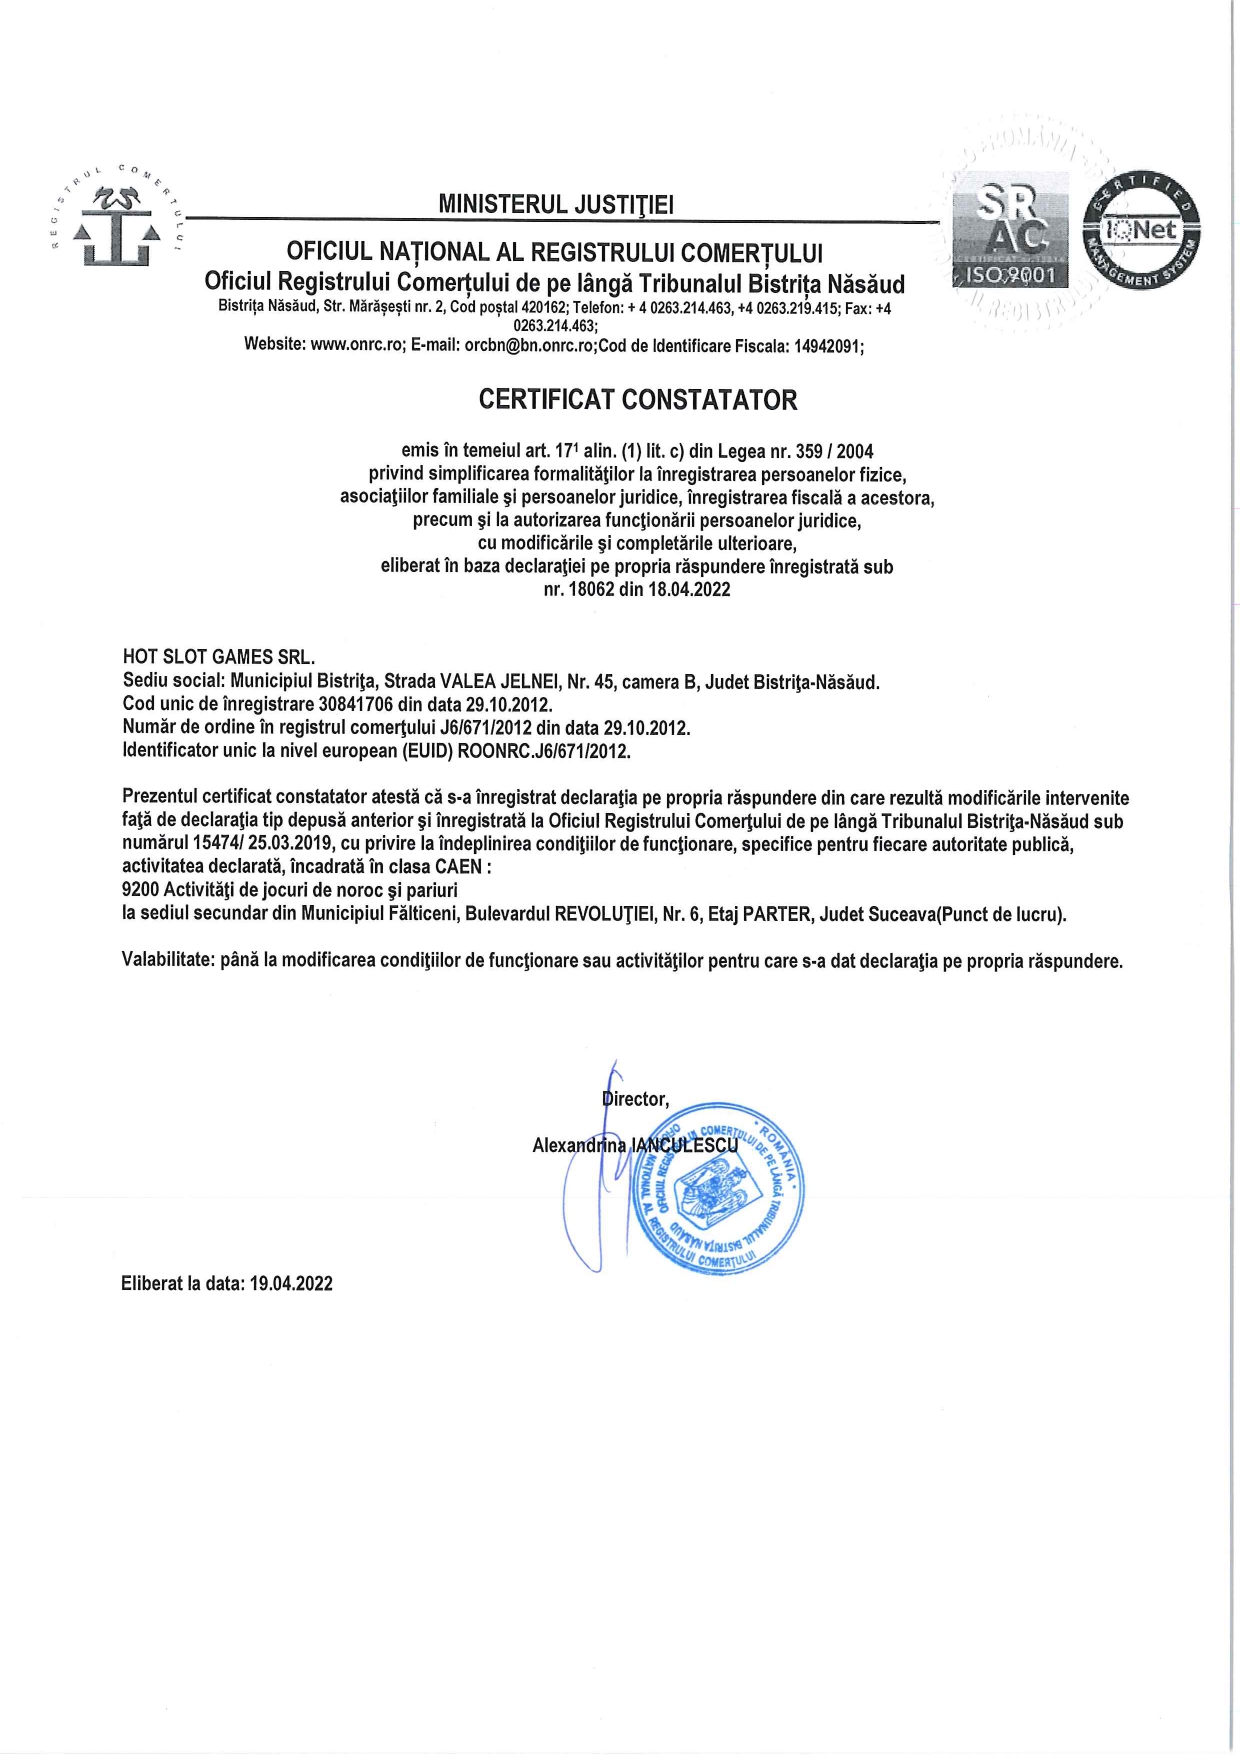 REGISTRUL COMERTULUI
ROMÂNIA
SR
AC
CERTIFICAT
ISO 9001
CERTIFIED
IQNet
MANAGEMENT SYSTEM
MINISTERUL JUSTIŢIEI
OFICIUL NAȚIONAL AL REGISTRULUI COMERȚULUI
Oficiul Registrului Comerțului de pe lângă Tribunalul Bistrița Năsăud
Bistrița Năsăud, Str. Mărășești nr. 2, Cod poștal 420162; Telefon: + 4 0263.214.463, +4 0263.219.415; Fax: +4
0263.214.463;
Website: www.onrc.ro; E-mail: orcbn@bn.onrc.ro;Cod de Identificare Fiscala: 14942091;
CERTIFICAT CONSTATATOR
emis în temeiul art. 17¹ alin. (1) lit. c) din Legea nr. 359 / 2004
privind simplificarea formalităţilor la înregistrarea persoanelor fizice,
asociaţiilor familiale şi persoanelor juridice, înregistrarea fiscală a acestora,
precum şi la autorizarea funcţionării persoanelor juridice,
cu modificările şi completările ulterioare,
eliberat în baza declaraţiei pe propria răspundere înregistrată sub
nr. 18062 din 18.04.2022
HOT SLOT GAMES SRL.
Sediu social: Municipiul Bistriţa, Strada VALEA JELNEI, Nr. 45, camera B, Judet Bistriţa-Năsăud.
Cod unic de înregistrare 30841706 din data 29.10.2012.
Număr de ordine în registrul comerţului J6/671/2012 din data 29.10.2012.
Identificator unic la nivel european (EUID) ROONRC.J6/671/2012.
Prezentul certificat constatator atestă că s-a înregistrat declaraţia pe propria răspundere din care rezultă modificările intervenite
faţă de declaraţia tip depusă anterior şi înregistrată la Oficiul Registrului Comerţului de pe lângă Tribunalul Bistriţa-Năsăud sub
numărul 15474/ 25.03.2019, cu privire la îndeplinirea condiţiilor de funcţionare, specifice pentru fiecare autoritate publică,
activitatea declarată, încadrată în clasa CAEN :
9200 Activităţi de jocuri de noroc şi pariuri
la sediul secundar din Municipiul Fălticeni, Bulevardul REVOLUŢIEI, Nr. 6, Etaj PARTER, Judet Suceava(Punct de lucru).
Valabilitate: până la modificarea condiţiilor de funcţionare sau activităţilor pentru care s-a dat declaraţia pe propria răspundere.
Director,
Alexandrina IANCULESCU
* ROMÂNIA *
OFICIUL NAȚIONAL AL REGISTRULUI COMERȚULUI
OFICIUL REGISTRULUI COMERȚULUI DE PE LÂNGĂ TRIBUNALUL BISTRIȚA NĂSĂUD
Eliberat la data: 19.04.2022